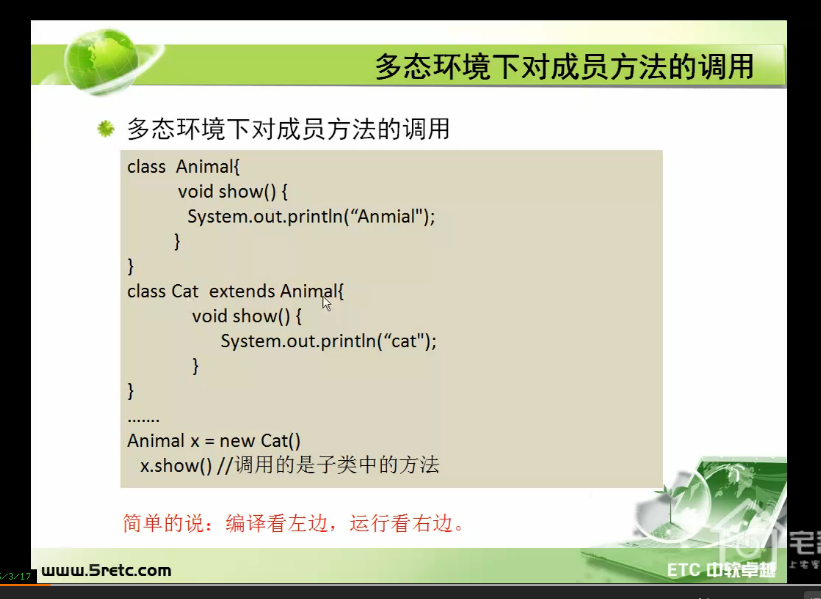 多态环境下对成员方法的调用
多态环境下对成员方法的调用
class  Animal{
void show() {
System.out.println(“Anmial");
}
}
class Cat  extends Animal{
void show() {
System.out.println(“cat");
}
}
.......
Animal x = new Cat()
x.show() //调用的是子类中的方法
简单的说：编译看左边，运行看右边。
www.5retc.com
ETC 中软卓越